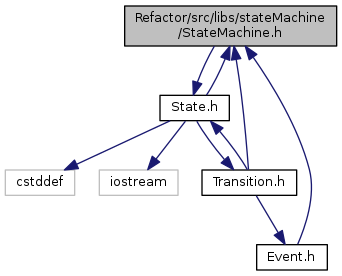 Refactor/src/libs/stateMachine
/StateMachine.h
State.h
cstddef
iostream
Transition.h
Event.h